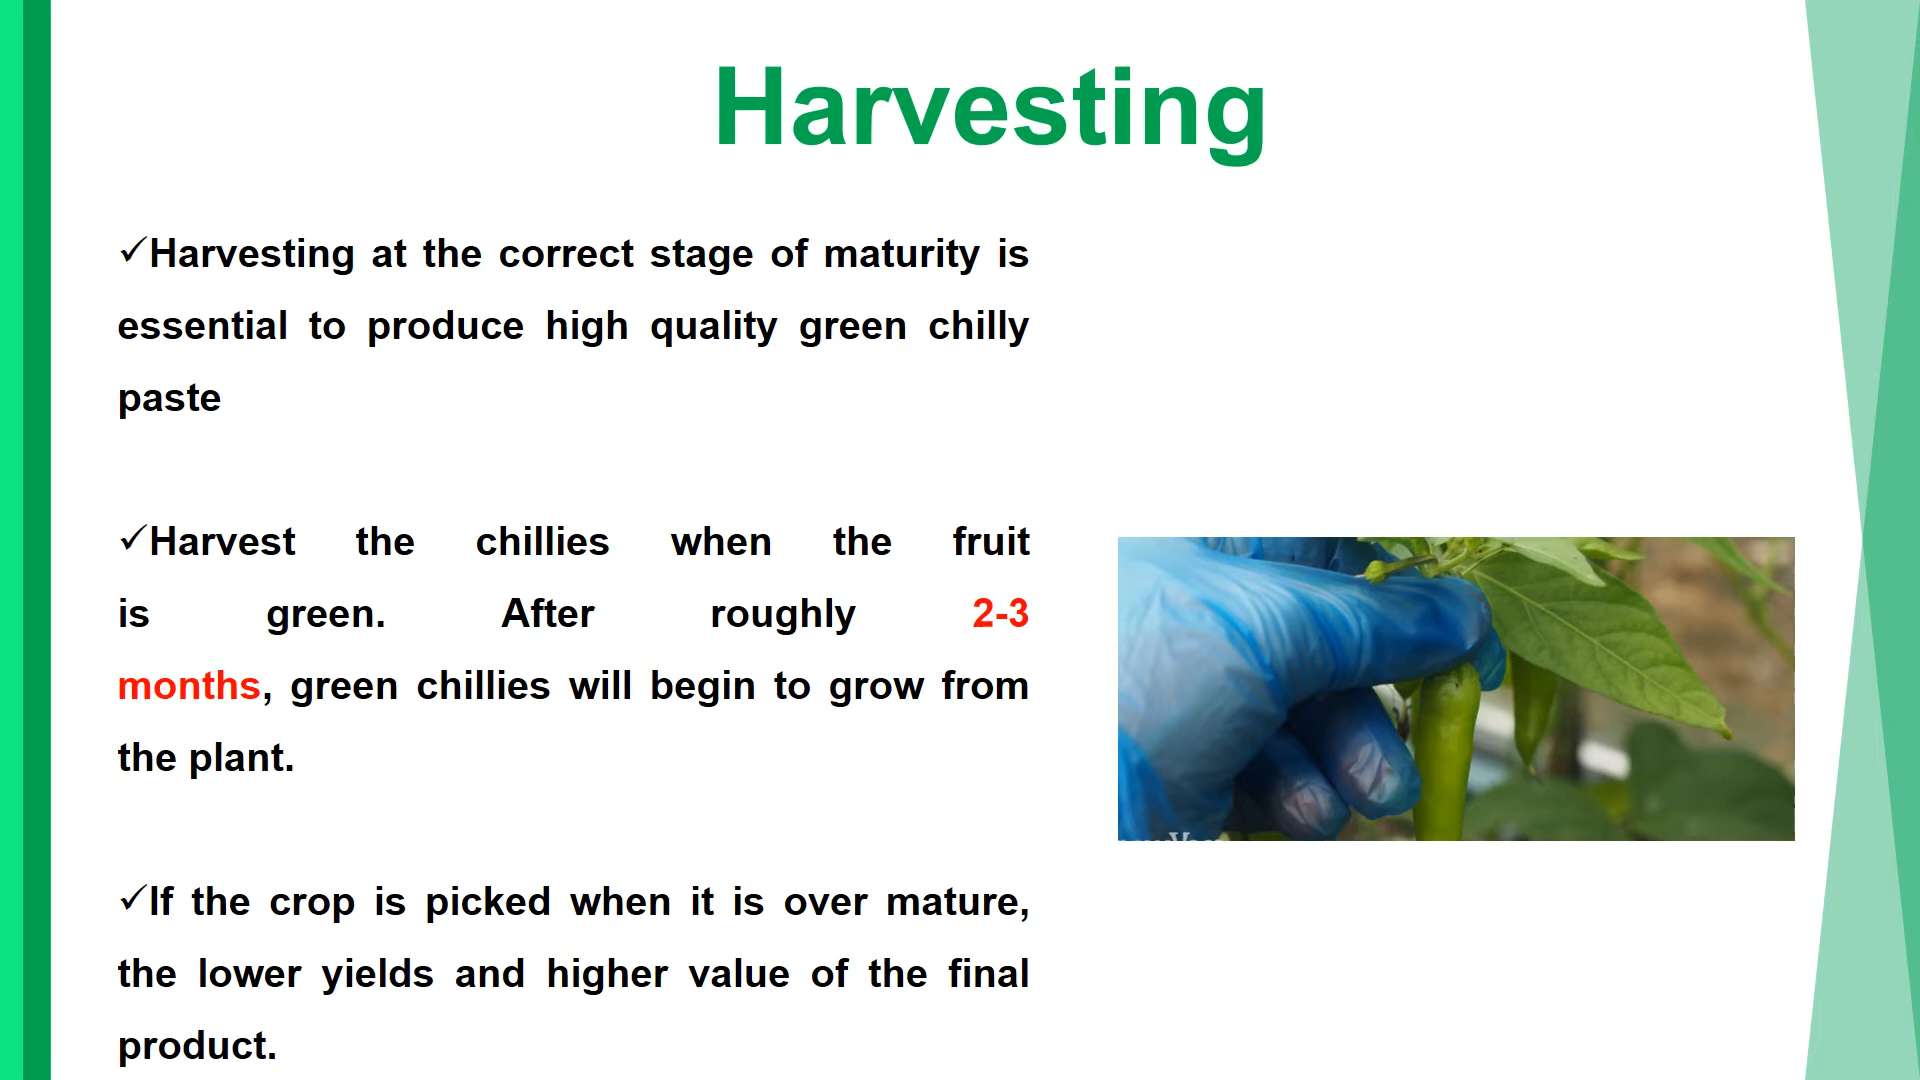 Harvesting
✓Harvesting at the correct stage of maturity is
essential to produce high quality green chilly
paste
✓Harvest the chillies when the fruit
is green. After roughly 2-3
months, green chillies will begin to grow from
the plant.
✓If the crop is picked when it is over mature,
the lower yields and higher value of the final
product.